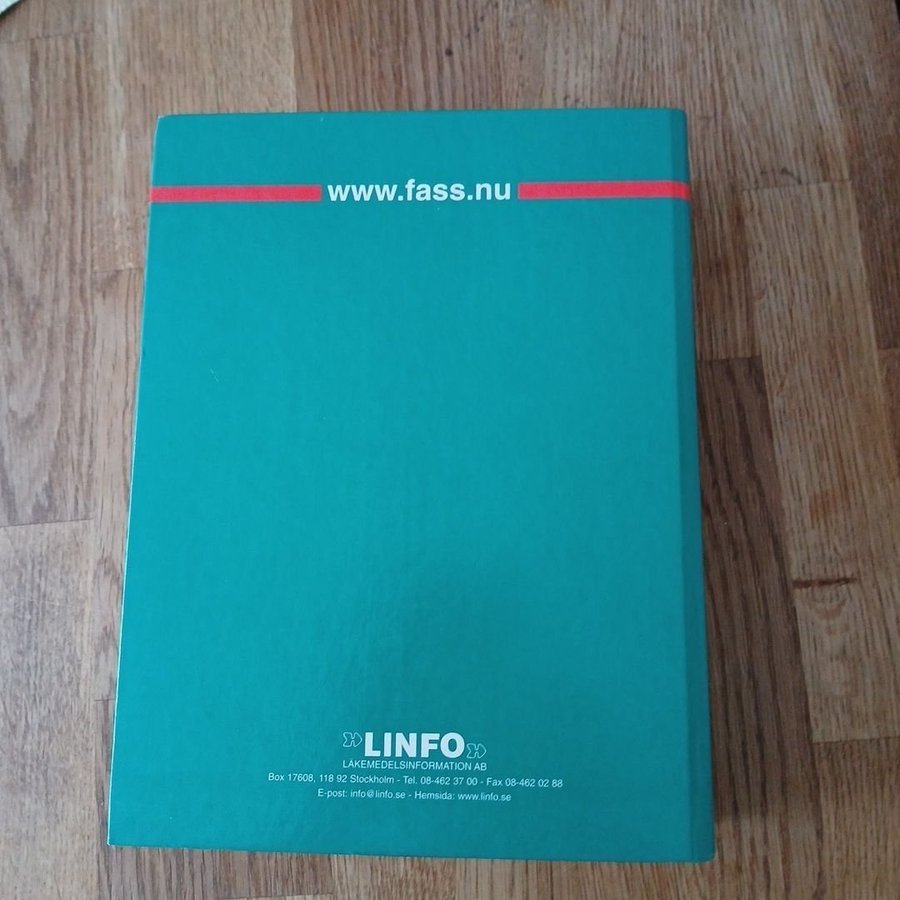 www.fass.nu
LINFO
LÄKEMEDELSINFORMATION AB
Box 17608, 118 92 Stockholm - Tel. 08-462 37 00 - Fax 08-462 02 88
E-post: info@linfo.se - Hemsida: www.linfo.se